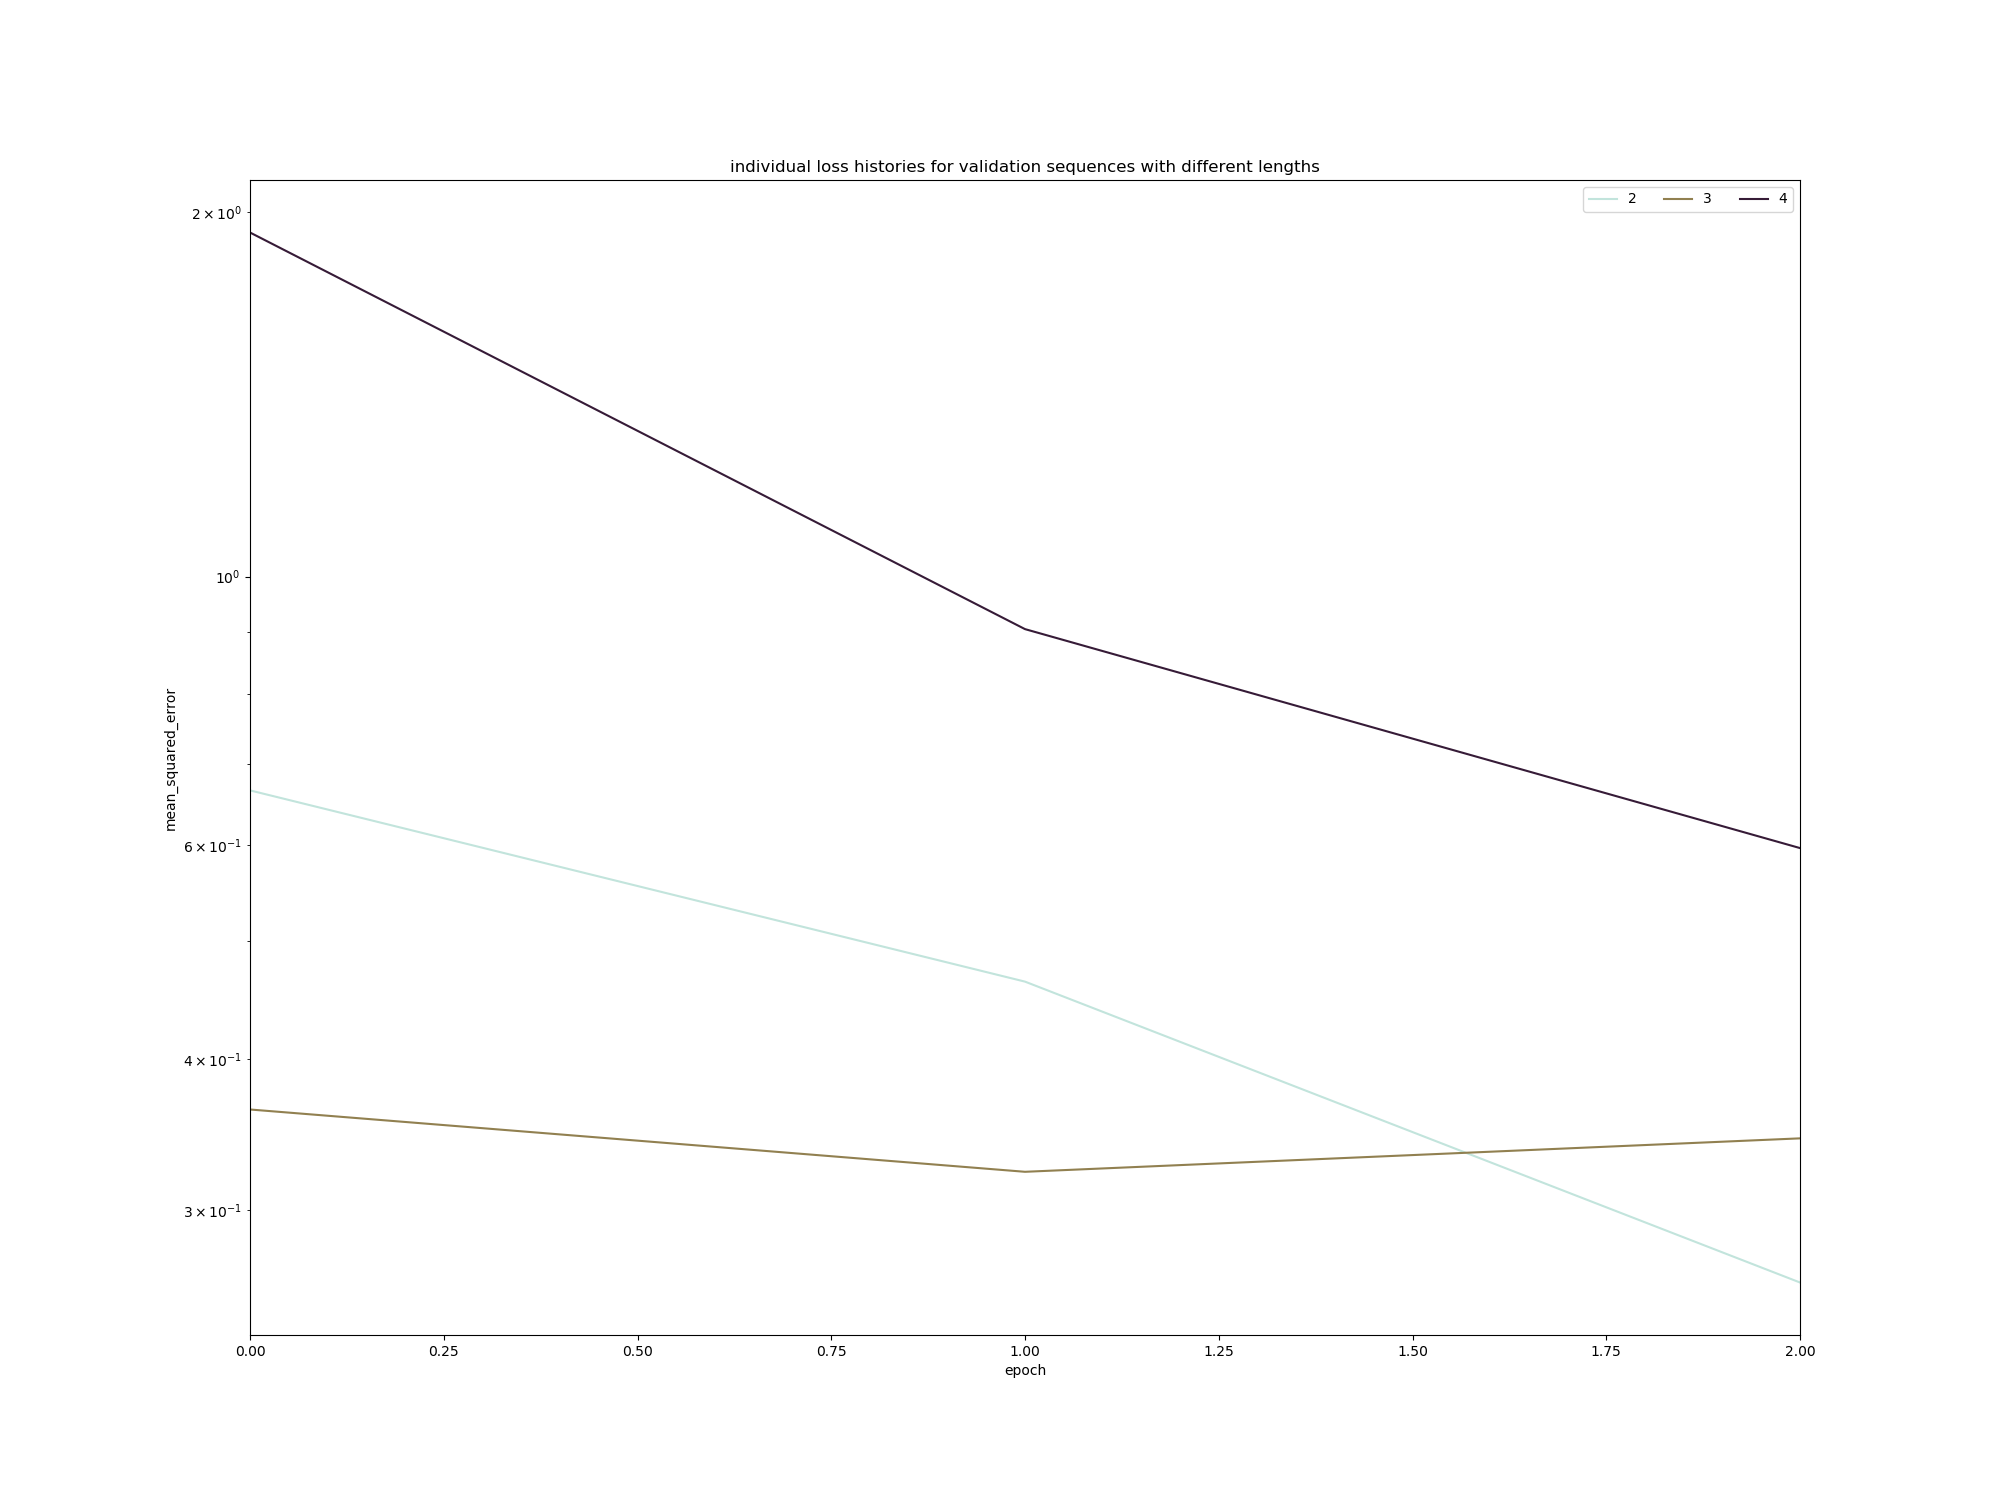 individual loss histories for validation sequences with different lengths
2 3 4
2 × 10⁰
10⁰
6 × 10⁻¹
4 × 10⁻¹
3 × 10⁻¹
mean_squared_error
0.00 0.25 0.50 0.75 1.00 1.25 1.50 1.75 2.00
epoch